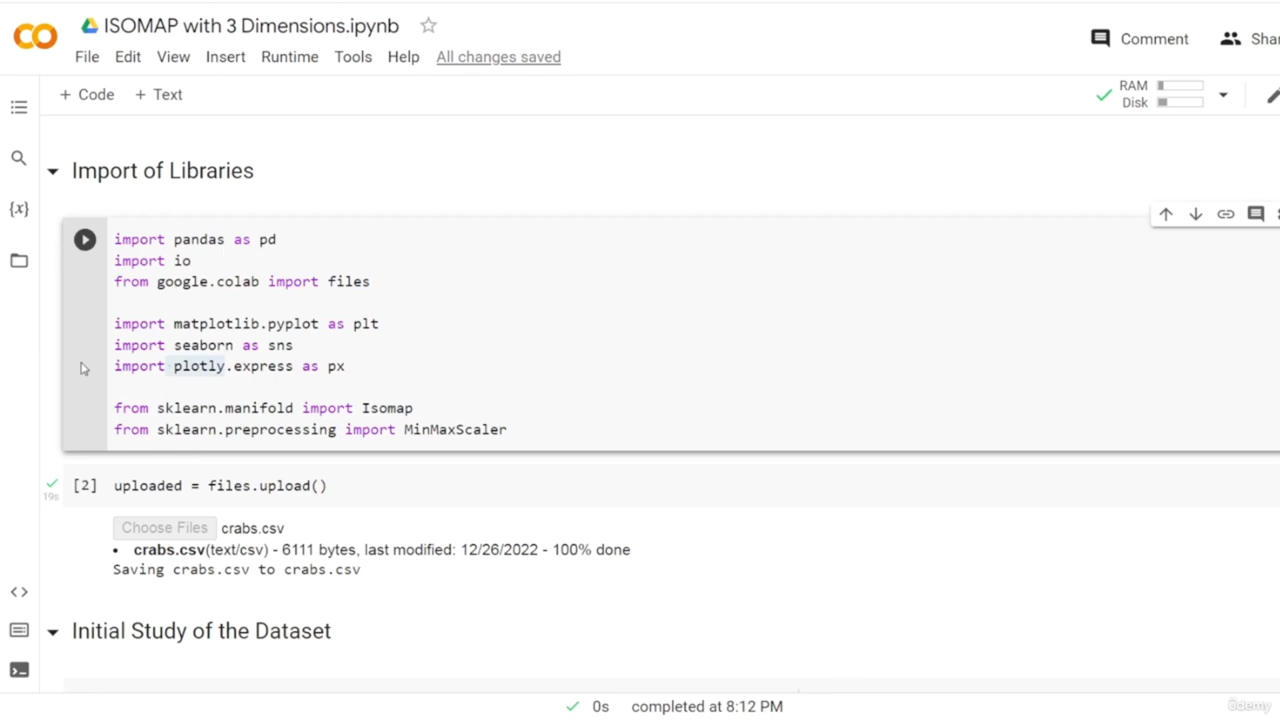 ISOMAP with 3 Dimensions.ipynb
Comment
Shar
File Edit View Insert Runtime Tools Help All changes saved
+ Code + Text
RAM
Disk
Import of Libraries
{x}
import pandas as pd
import io
from google.colab import files
import matplotlib.pyplot as plt
import seaborn as sns
import plotly.express as px
from sklearn.manifold import Isomap
from sklearn.preprocessing import MinMaxScaler
[2] uploaded = files.upload()
19s
Choose Files crabs.csv
• crabs.csv(text/csv) - 6111 bytes, last modified: 12/26/2022 - 100% done
Saving crabs.csv to crabs.csv
Initial Study of the Dataset
0s completed at 8:12 PM
ûdemy